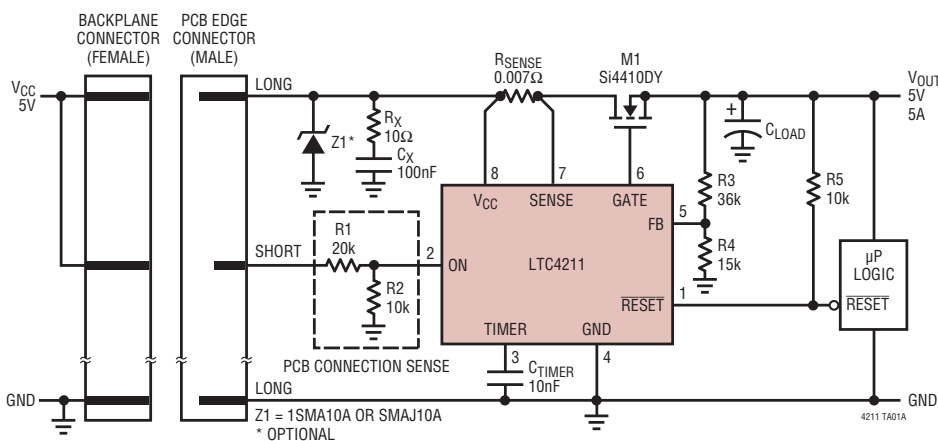 BACKPLANE
CONNECTOR
(FEMALE)
PCB EDGE
CONNECTOR
(MALE)
VCC
5V
LONG
Z1*
RX
10Ω
CX
100nF
RSENSE
0.007Ω
M1
Si4410DY
VOUT
5V
5A
+
CLOAD
8
7
6
VCC
SENSE
GATE
R3
36k
R5
10k
5
FB
R4
15k
SHORT
R1
20k
R2
10k
2
ON
LTC4211
µP
LOGIC
RESET
1
RESET
TIMER
GND
PCB CONNECTION SENSE
3
4
CTIMER
10nF
GND
LONG
GND
Z1 = 1SMA10A OR SMAJ10A
* OPTIONAL
4211 TA01A